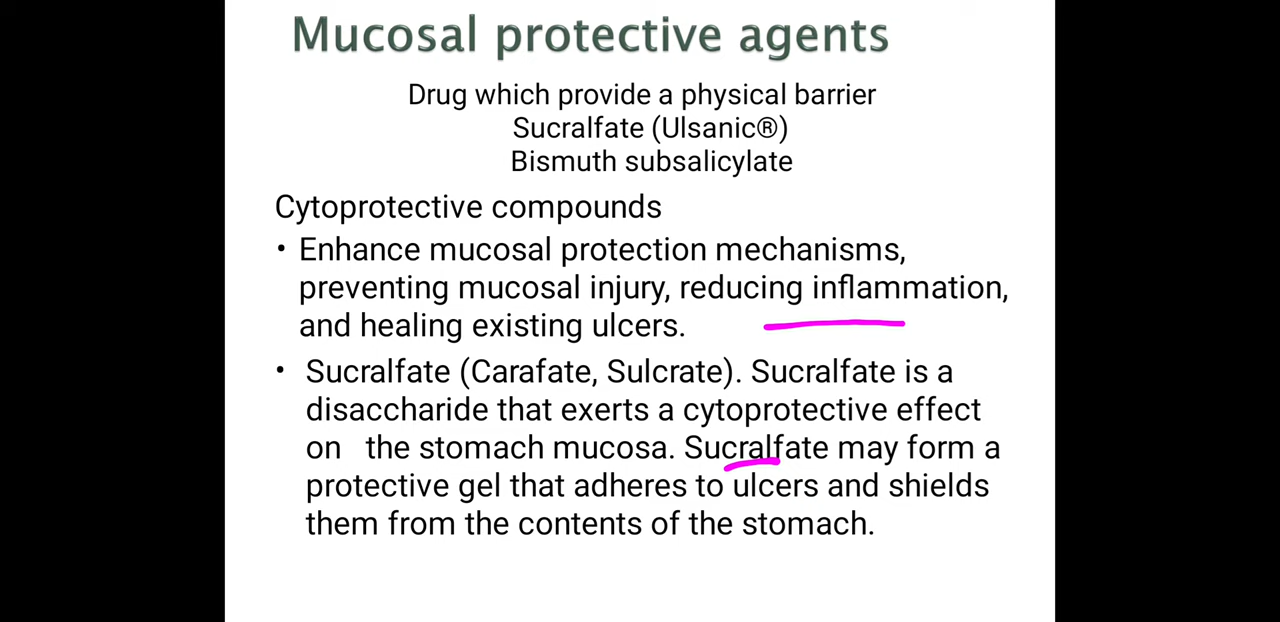 Mucosal protective agents
Drug which provide a physical barrier
Sucralfate (Ulsanic®)
Bismuth subsalicylate
Cytoprotective compounds
• Enhance mucosal protection mechanisms,
preventing mucosal injury, reducing inflammation,
and healing existing ulcers.
• Sucralfate (Carafate, Sulcrate). Sucralfate is a
disaccharide that exerts a cytoprotective effect
on the stomach mucosa. Sucralfate may form a
protective gel that adheres to ulcers and shields
them from the contents of the stomach.